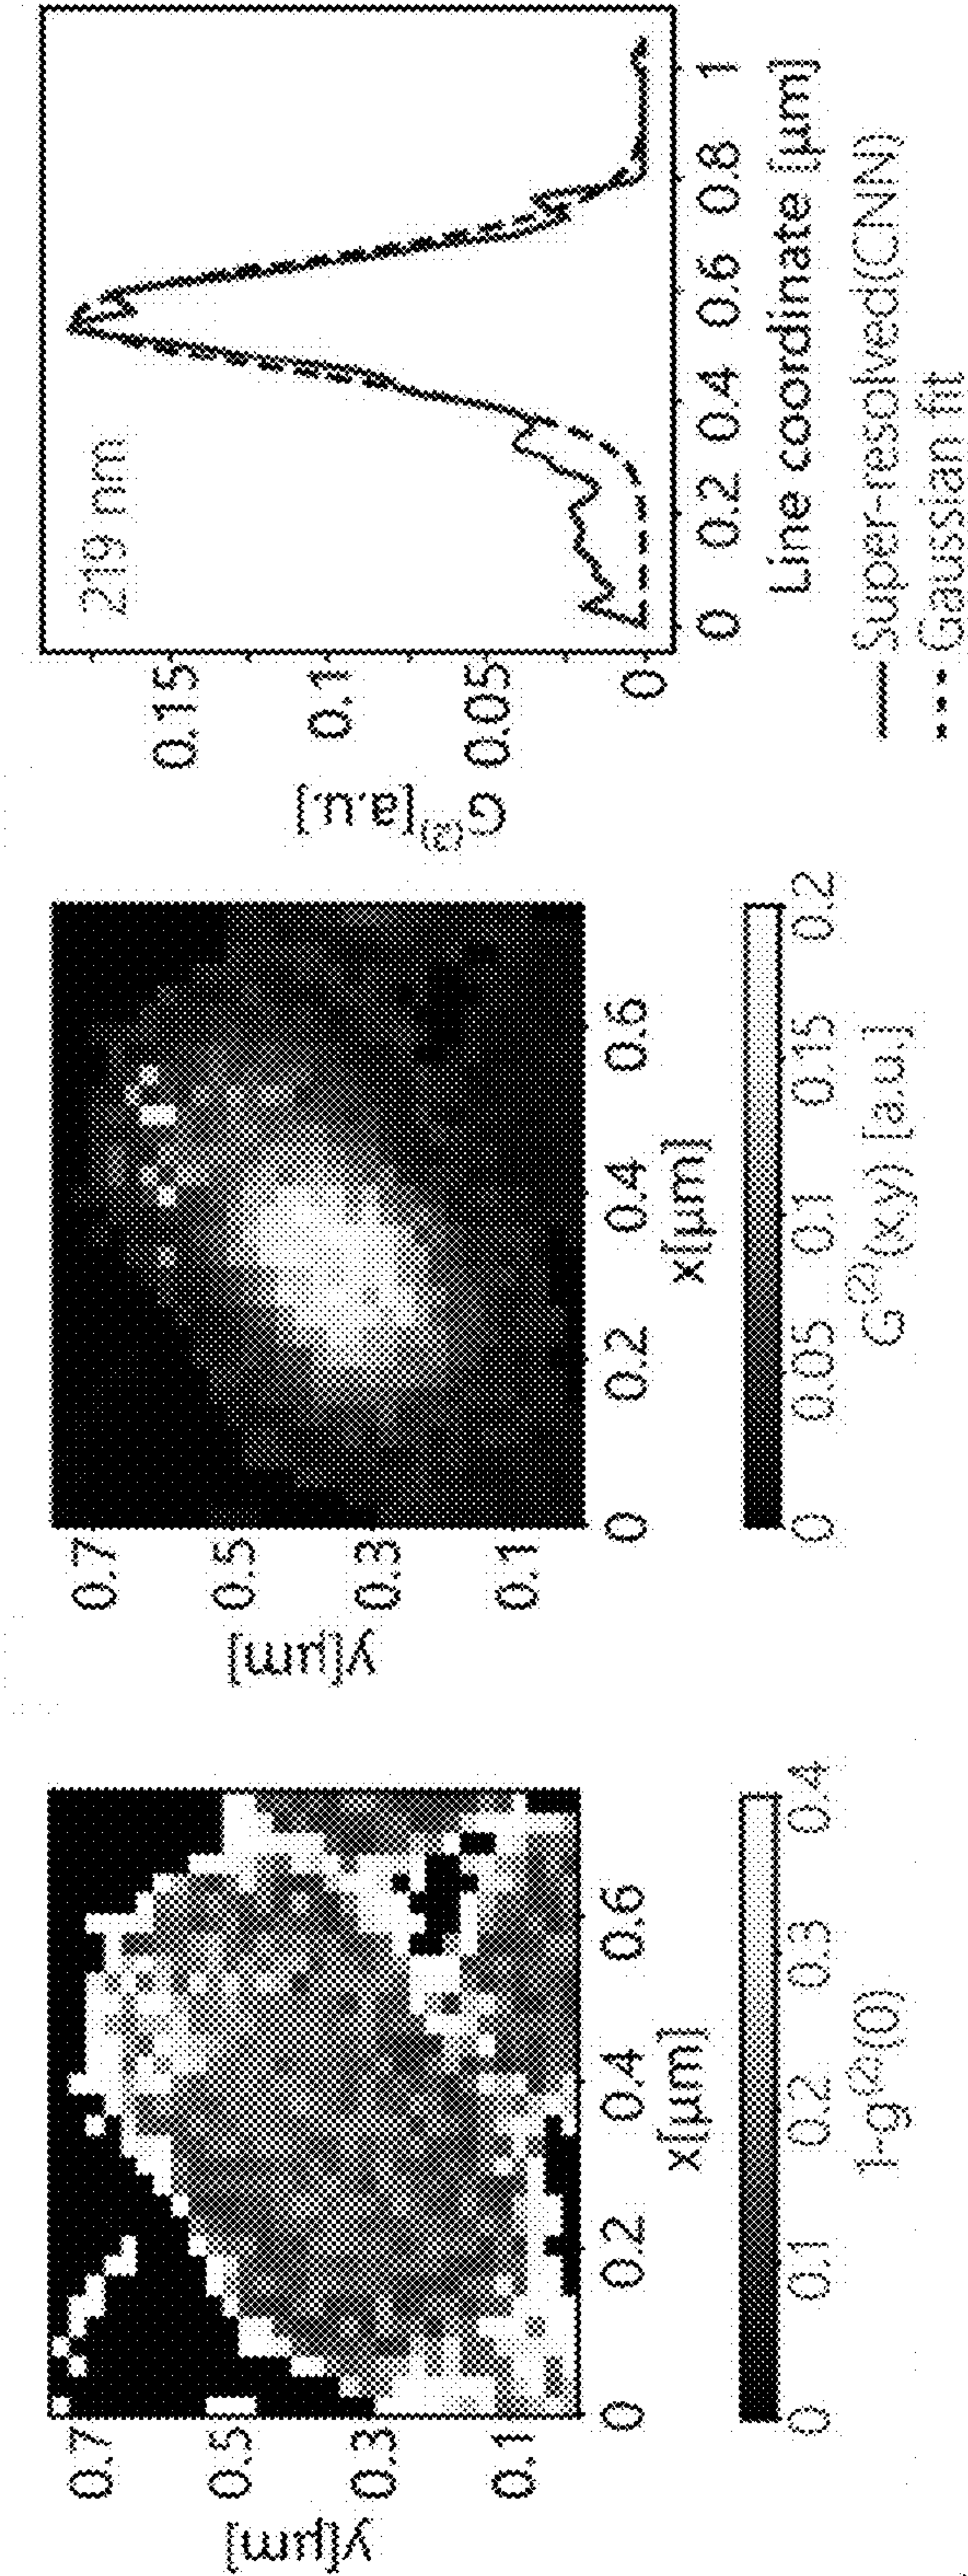 y[μm]
0.7
0.5
0.3
0.1
0 0.2 0.4 0.6
x[μm]
0 0.1 0.2 0.3 0.4
1-g(2)(0)
y[μm]
0.7
0.5
0.3
0.1
0 0.2 0.4 0.6
x[μm]
0 0.05 0.1 0.15 0.2
G(2)(x.y) [a.u.]
G(2)[a.u.]
0.15
0.1
0.05
0
219 nm
0 0.2 0.4 0.6 0.8 1
Line coordinate [μm]
Super-resolved(CNN)
Gaussian fit